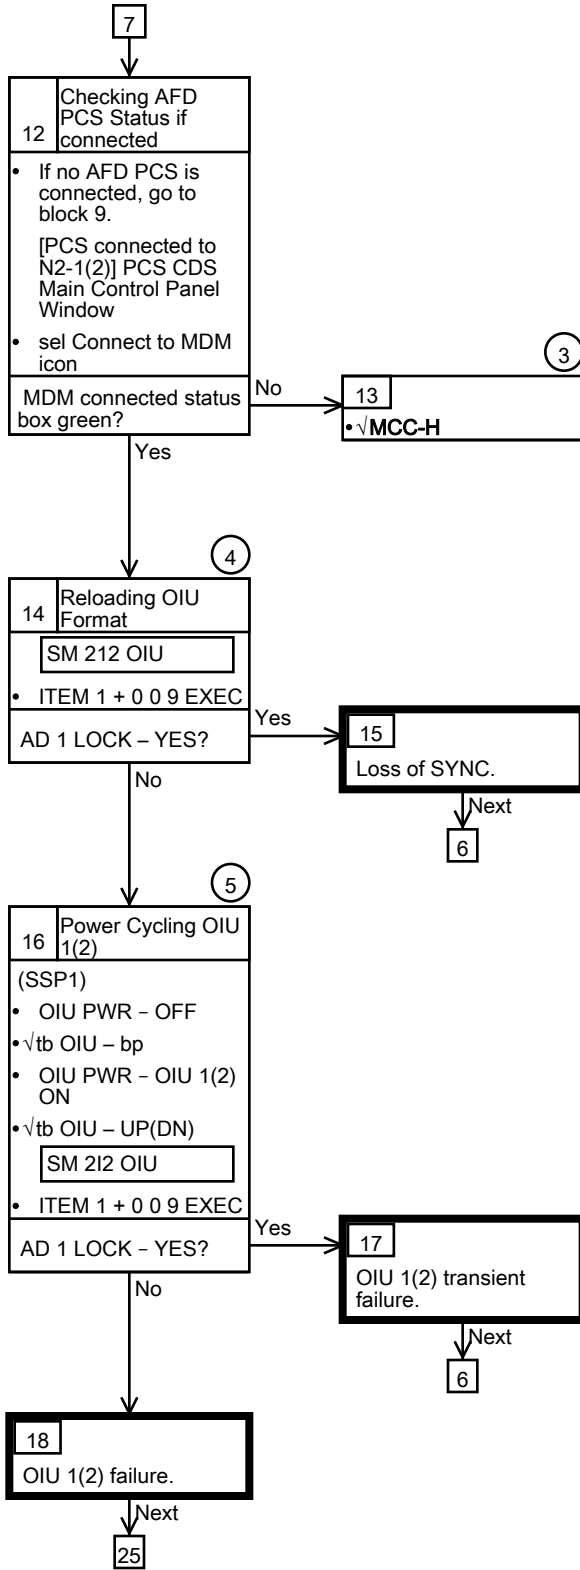 7
Checking AFD
PCS Status if
12 connected
• If no AFD PCS is
connected, go to
block 9.
[PCS connected to
N2-1(2)] PCS CDS
Main Control Panel
Window
• sel Connect to MDM
icon
MDM connected status
box green?
No
3
13
• √MCC-H
Yes
4
Reloading OIU
14 Format
SM 212 OIU
• ITEM 1 + 0 0 9 EXEC
AD 1 LOCK – YES?
Yes
15
Loss of SYNC.
Next
6
No
5
Power Cycling OIU
16 1(2)
(SSP1)
• OIU PWR – OFF
• √tb OIU – bp
• OIU PWR – OIU 1(2)
ON
• √tb OIU – UP(DN)
SM 2I2 OIU
• ITEM 1 + 0 0 9 EXEC
AD 1 LOCK – YES?
Yes
17
OIU 1(2) transient
failure.
Next
6
No
18
OIU 1(2) failure.
Next
25